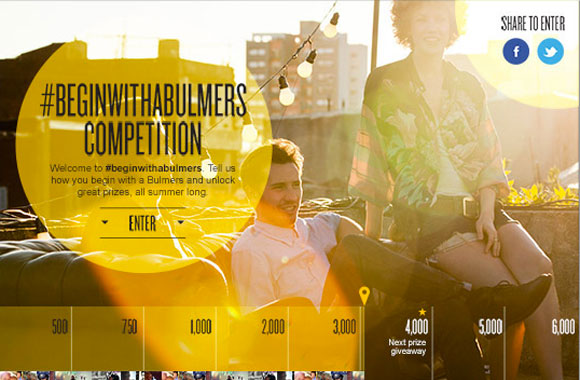 SHARE TO ENTER
f
#BEGINWITHABULMERS
COMPETITION
Welcome to #beginwithabulmers. Tell us
how you begin with a Bulmers and unlock
great prizes, all summer long.
ENTER
500 750 1,000 2,000 3,000 4,000 5,000 6,000
Next prize
giveaway